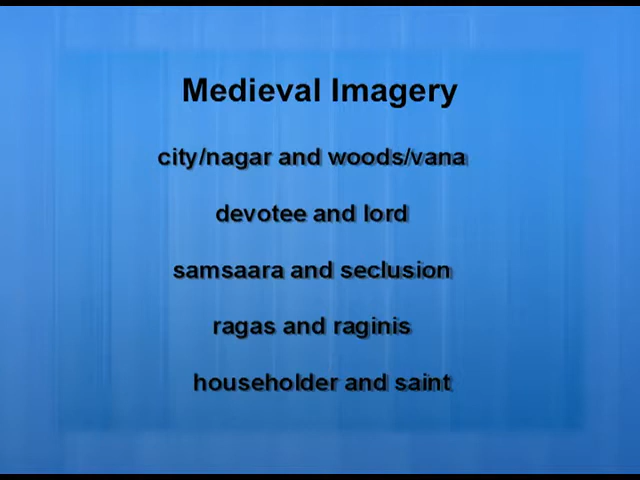 Medieval Imagery
city/nagar and woods/vana
devotee and lord
samsaara and seclusion
ragas and raginis
householder and saint